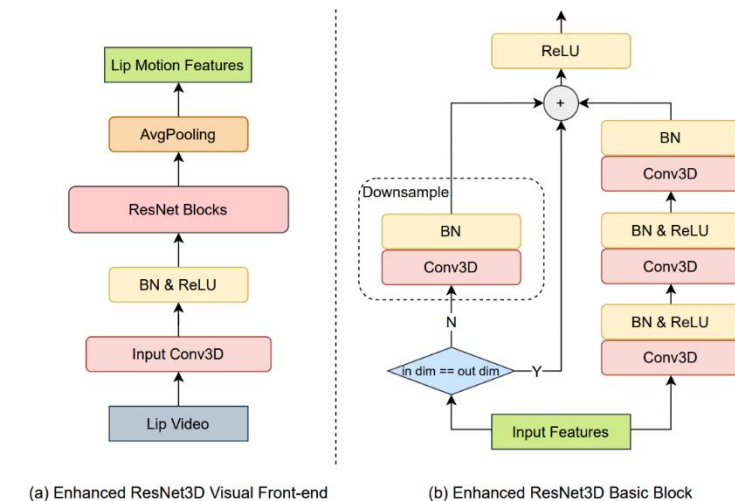 Lip Motion Features
AvgPooling
ResNet Blocks
BN & ReLU
Input Conv3D
Lip Video
(a) Enhanced ResNet3D Visual Front-end
ReLU
+
Downsample
BN
Conv3D
N
in dim == out dim
Y
BN
Conv3D
BN & ReLU
Conv3D
BN & ReLU
Conv3D
Input Features
(b) Enhanced ResNet3D Basic Block